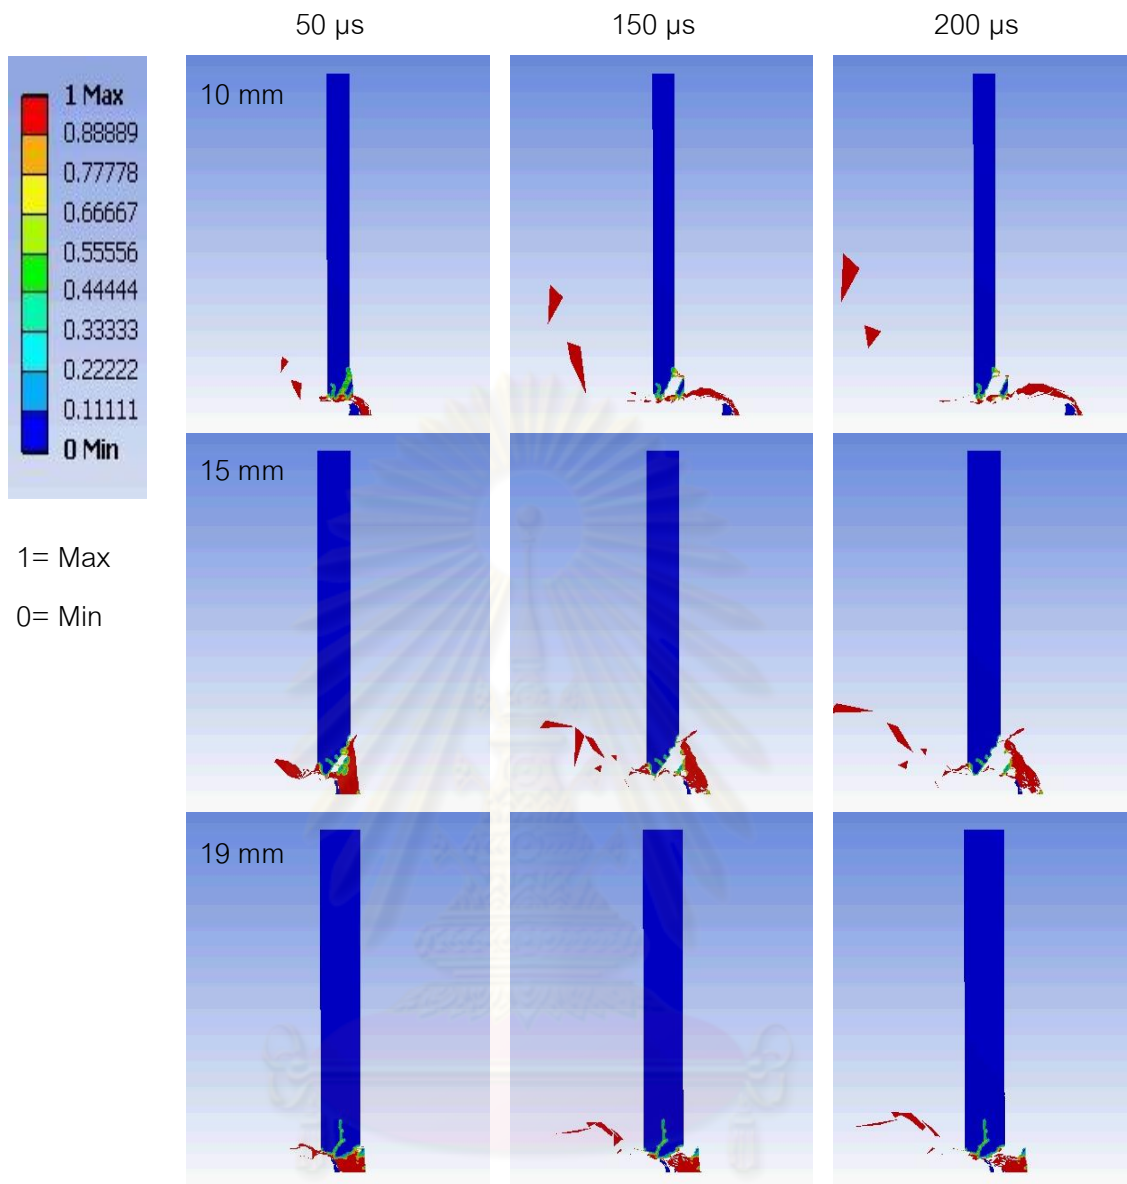 50 µs
150 µs
200 µs
1 Max
0.88889
0.77778
0.66667
0.55556
0.44444
0.33333
0.22222
0.11111
0 Min
1= Max
0= Min
10 mm
15 mm
19 mm